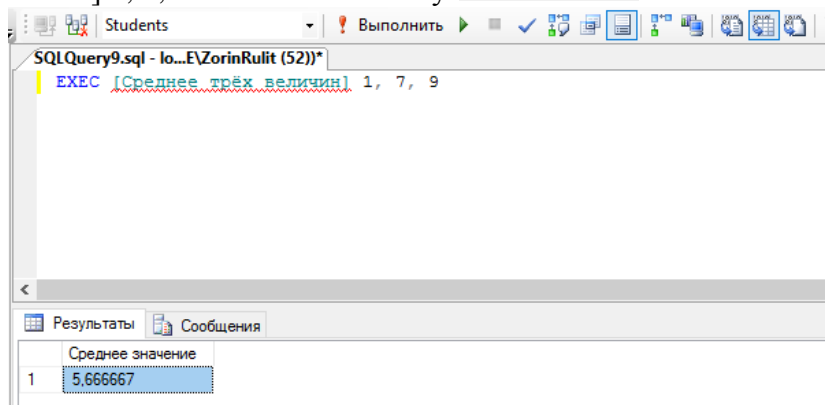 Students
Выполнить
SQLQuery9.sql - lo...E\ZorinRulit (52))*
EXEC [Среднее трёх величин] 1, 7, 9
Результаты Сообщения
Среднее значение
1 5,666667